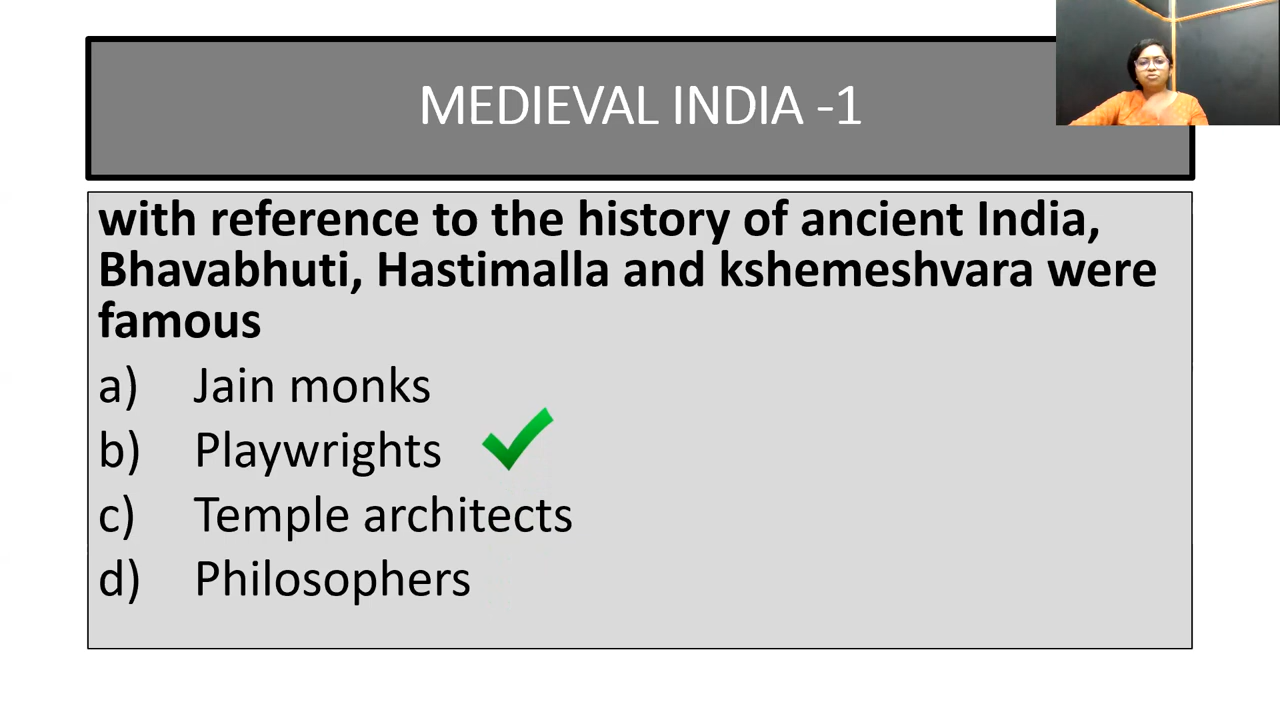 MEDIEVAL INDIA -1
with reference to the history of ancient India,
Bhavabhuti, Hastimalla and kshemeshvara were
famous
a) Jain monks
b) Playwrights
c) Temple architects
d) Philosophers